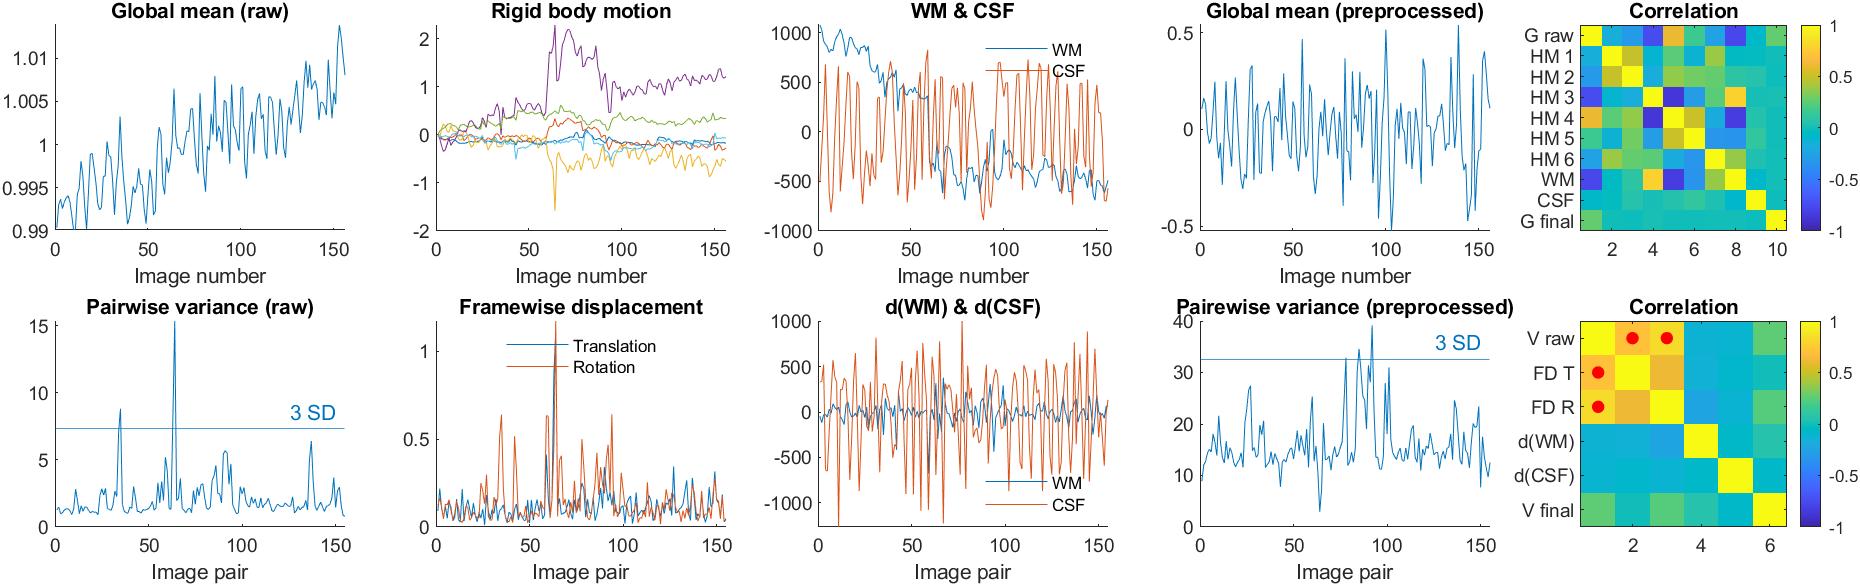 Global mean (raw)
1.01
1.005
1
0.995
0.99
0 50 100 150
Image number
Rigid body motion
2
1
0
-1
-2
0 50 100 150
Image number
WM & CSF
1000
500
0
-500
-1000
WM
CSF
0 50 100 150
Image number
Global mean (preprocessed)
0.5
0
-0.5
0 50 100 150
Image number
Correlation
G raw
HM 1
HM 2
HM 3
HM 4
HM 5
HM 6
WM
CSF
G final
2 4 6 8 10
1
0.5
0
-0.5
-1
Pairwise variance (raw)
15
10
5
0
3 SD
0 50 100 150
Image pair
Framewise displacement
1
0.5
0
Translation
Rotation
0 50 100 150
Image pair
d(WM) & d(CSF)
1000
500
0
-500
-1000
WM
CSF
0 50 100 150
Image pair
Pairewise variance (preprocessed)
40
30
20
10
0
3 SD
0 50 100 150
Image pair
Correlation
V raw
FD T
FD R
d(WM)
d(CSF)
V final
2 4 6
1
0.5
0
-0.5
-1